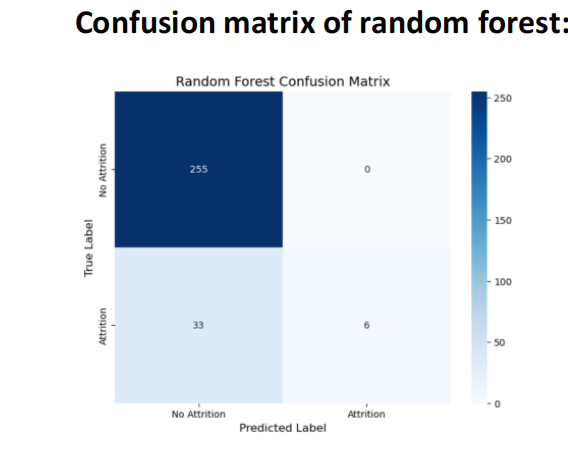 Confusion matrix of random forest:
Random Forest Confusion Matrix
No Attrition
255
0
True Label
Attrition
33
6
No Attrition
Attrition
Predicted Label
250
200
150
100
50
0